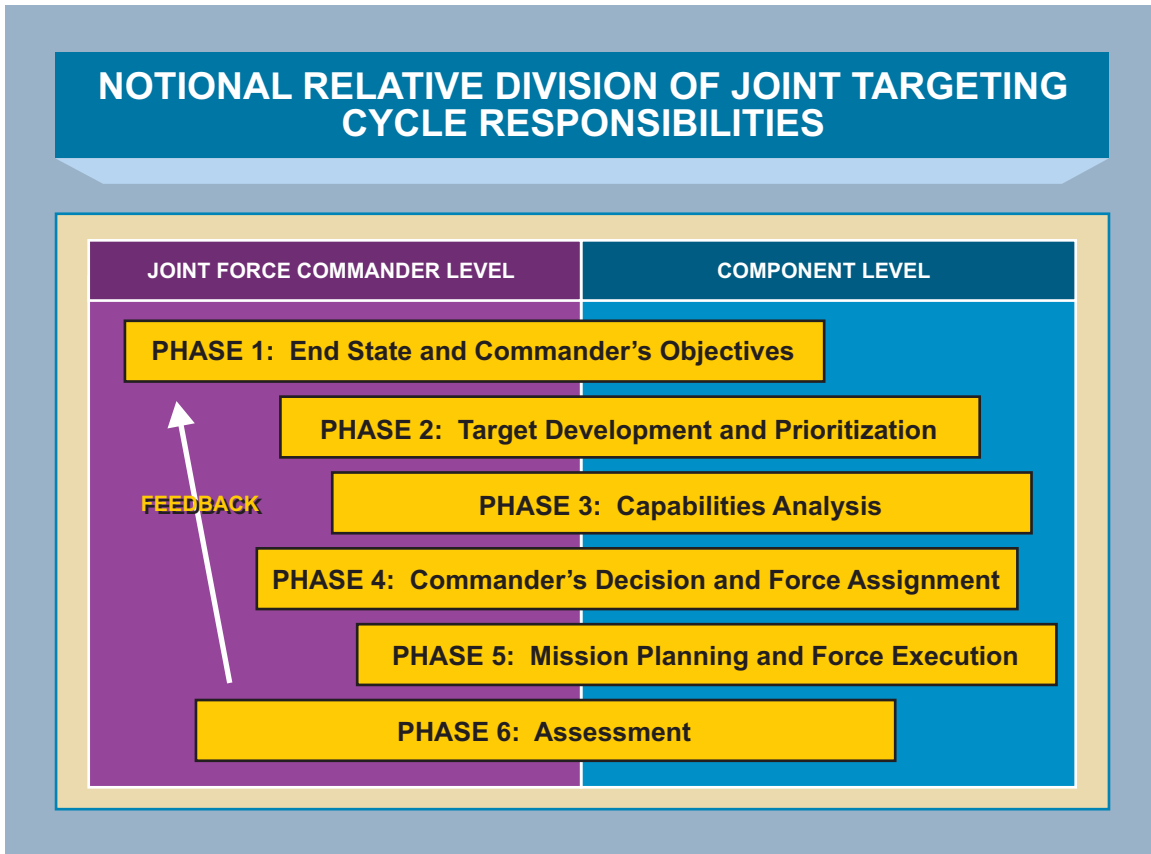 NOTIONAL RELATIVE DIVISION OF JOINT TARGETING
CYCLE RESPONSIBILITIES
JOINT FORCE COMMANDER LEVEL
COMPONENT LEVEL
PHASE 1: End State and Commander’s Objectives
PHASE 2: Target Development and Prioritization
FEEDBACK
PHASE 3: Capabilities Analysis
PHASE 4: Commander’s Decision and Force Assignment
PHASE 5: Mission Planning and Force Execution
PHASE 6: Assessment